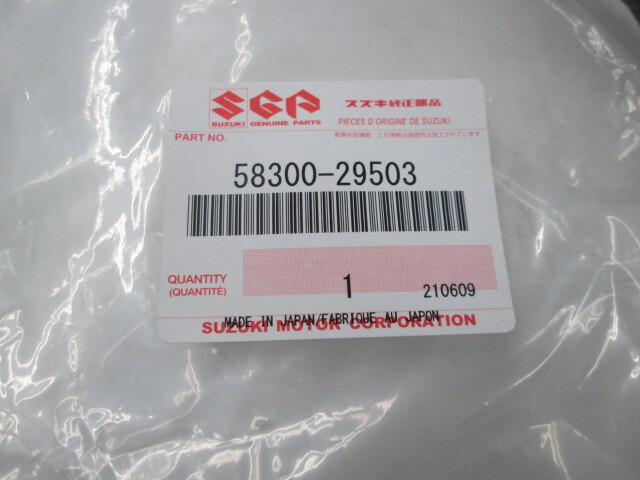 SGP
スズキ純正部品
SUZUKI GENUINE PARTS
PIÈCES D'ORIGINE DE SUZUKI
PART NO.
58300-29503
QUANTITY
(QUANTITÉ)
1
210609
MADE IN JAPAN/FABRIQUE AU JAPON
SUZUKI MOTOR CORPORATION